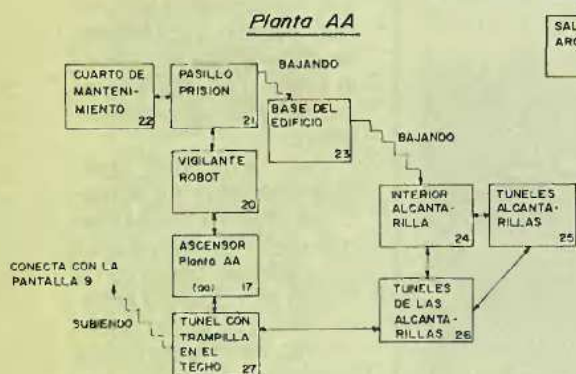 Planta AA
SAL
ARC
CUARTO DE
MANTENI-
MIENTO
22
PASILLO
PRISION
21
BAJANDO
BASE DEL
EDIFICIO
23
BAJANDO
VIGILANTE
ROBOT
20
INTERIOR
ALCANTA-
RILLA
24
TUNELES
ALCANTA-
RILLAS
25
ASCENSOR
Planta AA
(aa) 17
CONECTA CON LA
PANTALLA 9
SUBIENDO
TUNEL CON
TRAMPILLA
EN EL
TECHO 27
TUNELES
DE LAS
ALCANTA-
RILLAS 26